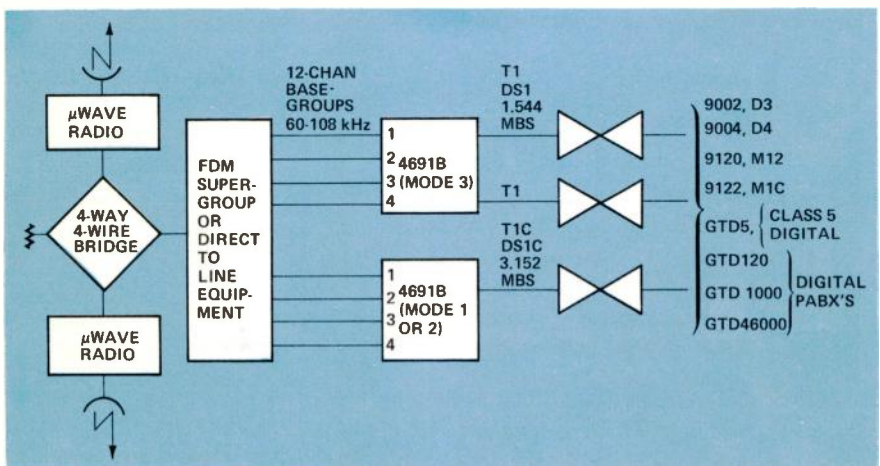 µWAVE
RADIO
4-WAY
4-WIRE
BRIDGE
µWAVE
RADIO
FDM
SUPER-
GROUP
OR
DIRECT
TO
LINE
EQUIP-
MENT
12-CHAN
BASE-
GROUPS
60-108 kHz
1
2
3
4
4691B
(MODE 3)
1
2
3
4
4691B
(MODE 1
OR 2)
T1
DS1
1.544
MBS
T1
T1C
DS1C
3.152
MBS
9002, D3
9004, D4
9120, M12
9122, M1C
GTD5,
CLASS 5
DIGITAL
GTD120
GTD 1000
GTD46000
DIGITAL
PABX'S